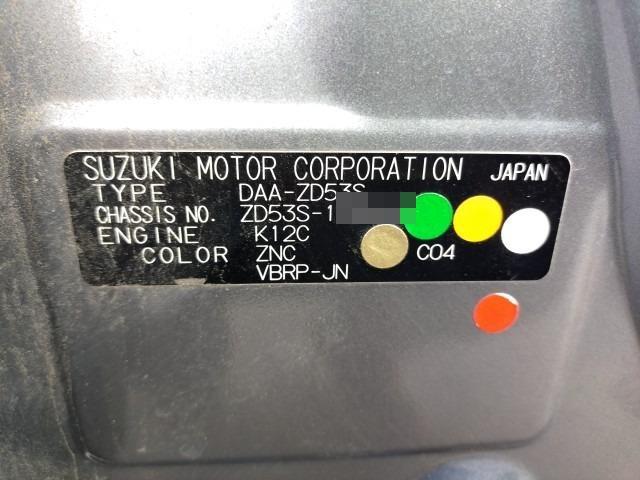 SUZUKI MOTOR CORPORATION JAPAN
TYPE DAA-ZD53S
CHASSIS NO. ZD53S-1
ENGINE K12C
COLOR ZNC C04
VBRP-JN